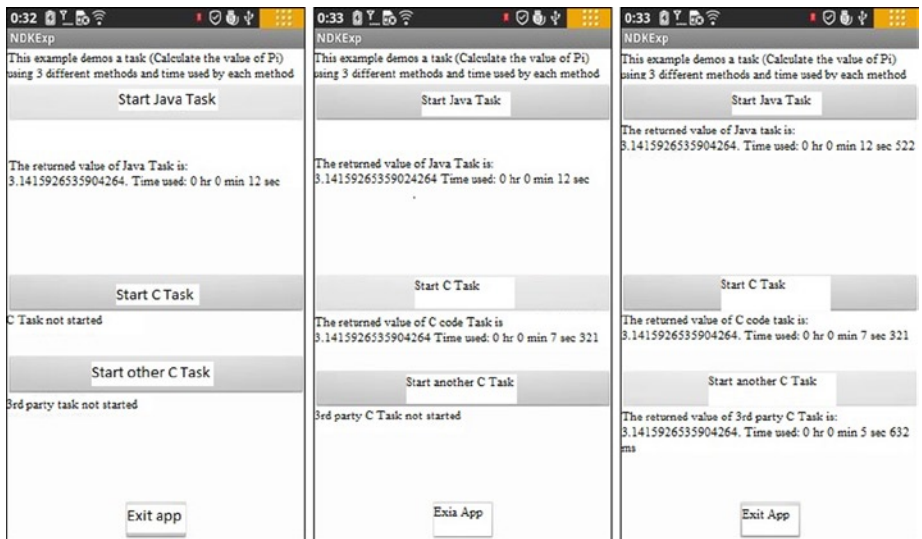 0:32
NDKExp
This example demos a task (Calculate the value of Pi)
using 3 different methods and time used by each method
Start Java Task
The returned value of Java Task is:
3.1415926535904264. Time used: 0 hr 0 min 12 sec
Start C Task
C Task not started
Start other C Task
3rd party task not started
Exit app
0:33
NDKExp
This example demos a task (Calculate the value of Pi)
using 3 different methods and time used by each method
Start Java Task
The returned value of Java Task is:
3.14159265359024264 Time used: 0 hr 0 min 12 sec
Start C Task
The returned value of C code Task is
3.1415926535904264 Time used: 0 hr 0 min 7 sec 321
Start another C Task
3rd party C Task not started
Exia App
0:33
NDKExp
This example demos a task (Calculate the value of Pi)
using 3 different methods and time used by each method
Start Java Task
The returned value of Java task is:
3.1415926535904264. Time used: 0 hr 0 min 12 sec 522
Start C Task
The returned value of C code task is:
3.1415926535904264. Time used: 0 hr 0 min 7 sec 321
Start another C Task
The returned value of 3rd party C Task is:
3.1415926535904264. Time used: 0 hr 0 min 5 sec 632
ms
Exit App